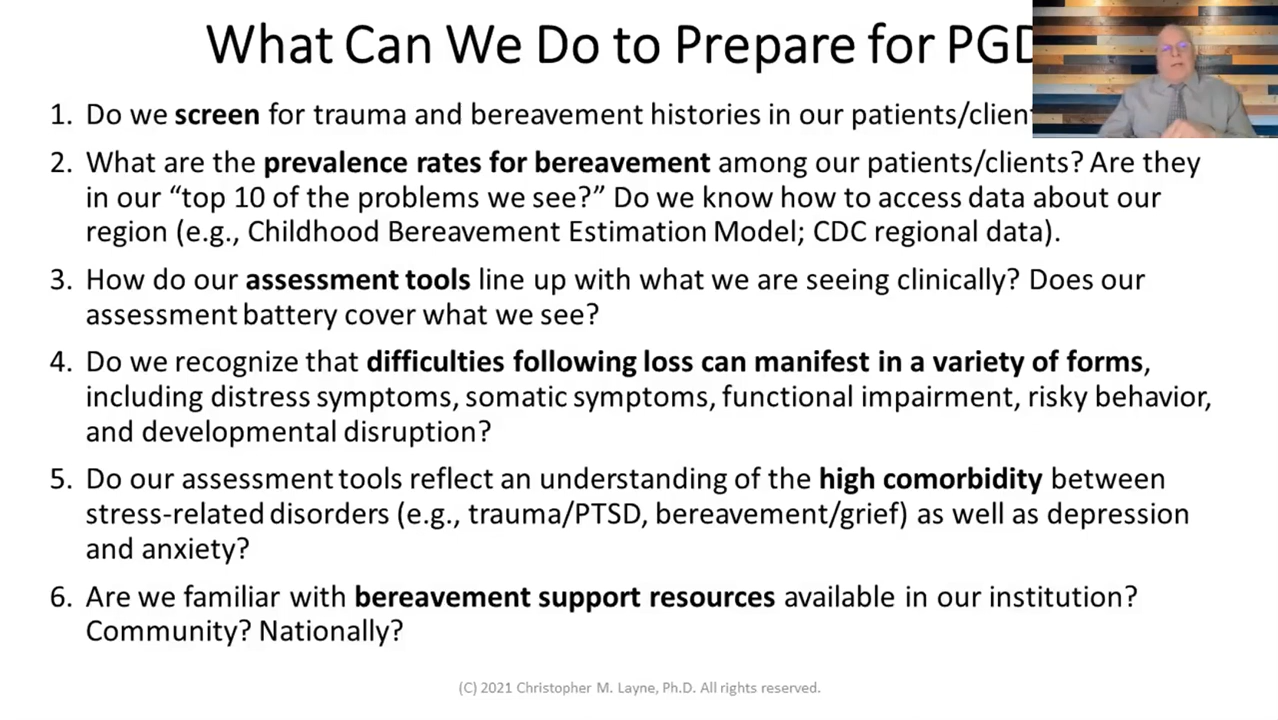 What Can We Do to Prepare for PGD
1. Do we screen for trauma and bereavement histories in our patients/clien
2. What are the prevalence rates for bereavement among our patients/clients? Are they
in our “top 10 of the problems we see?” Do we know how to access data about our
region (e.g., Childhood Bereavement Estimation Model; CDC regional data).
3. How do our assessment tools line up with what we are seeing clinically? Does our
assessment battery cover what we see?
4. Do we recognize that difficulties following loss can manifest in a variety of forms,
including distress symptoms, somatic symptoms, functional impairment, risky behavior,
and developmental disruption?
5. Do our assessment tools reflect an understanding of the high comorbidity between
stress-related disorders (e.g., trauma/PTSD, bereavement/grief) as well as depression
and anxiety?
6. Are we familiar with bereavement support resources available in our institution?
Community? Nationally?
(C) 2021 Christopher M. Layne, Ph.D. All rights reserved.